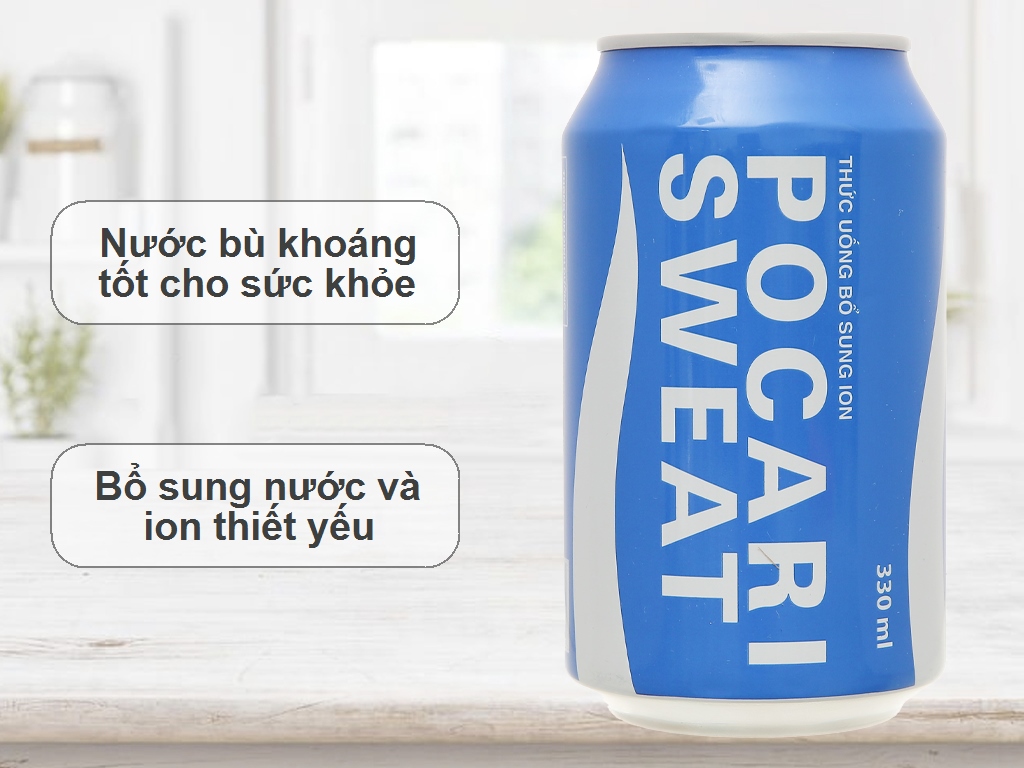 Nước bù khoáng
tốt cho sức khỏe
Bổ sung nước và
ion thiết yếu
THỨC UỐNG BỔ SUNG ION
POCARI
SWEAT
330 ml